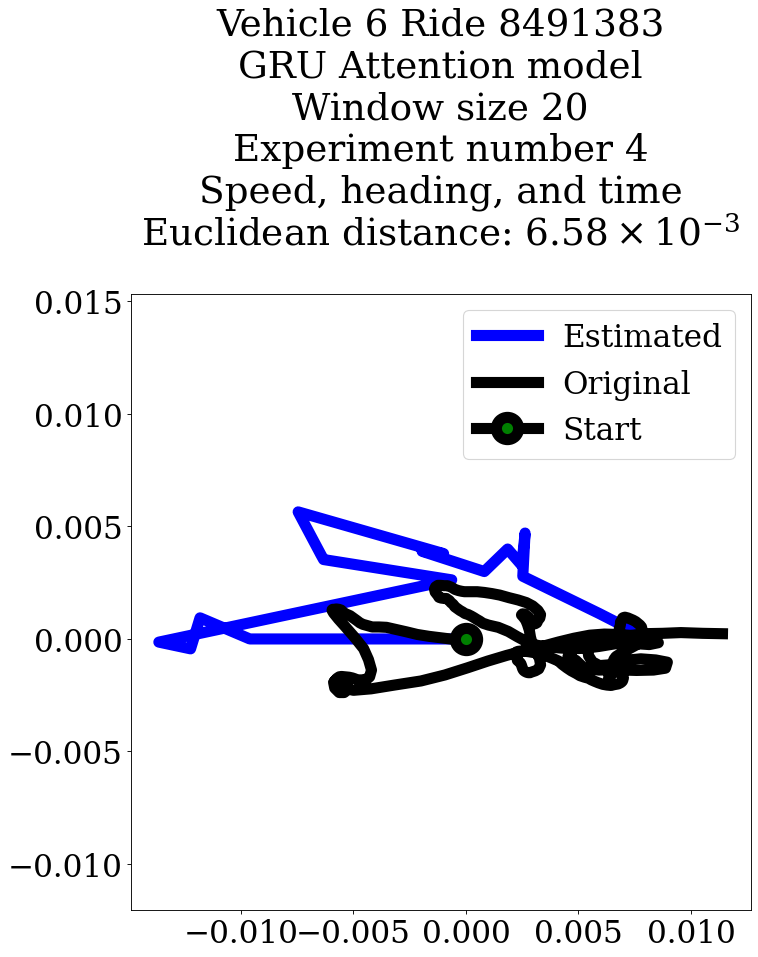 Vehicle 6 Ride 8491383
GRU Attention model
Window size 20
Experiment number 4
Speed, heading, and time
Euclidean distance: 6.58 × 10⁻³
0.015
0.010
0.005
0.000
−0.005
−0.010
Estimated
Original
Start
−0.010 −0.005 0.000 0.005 0.010